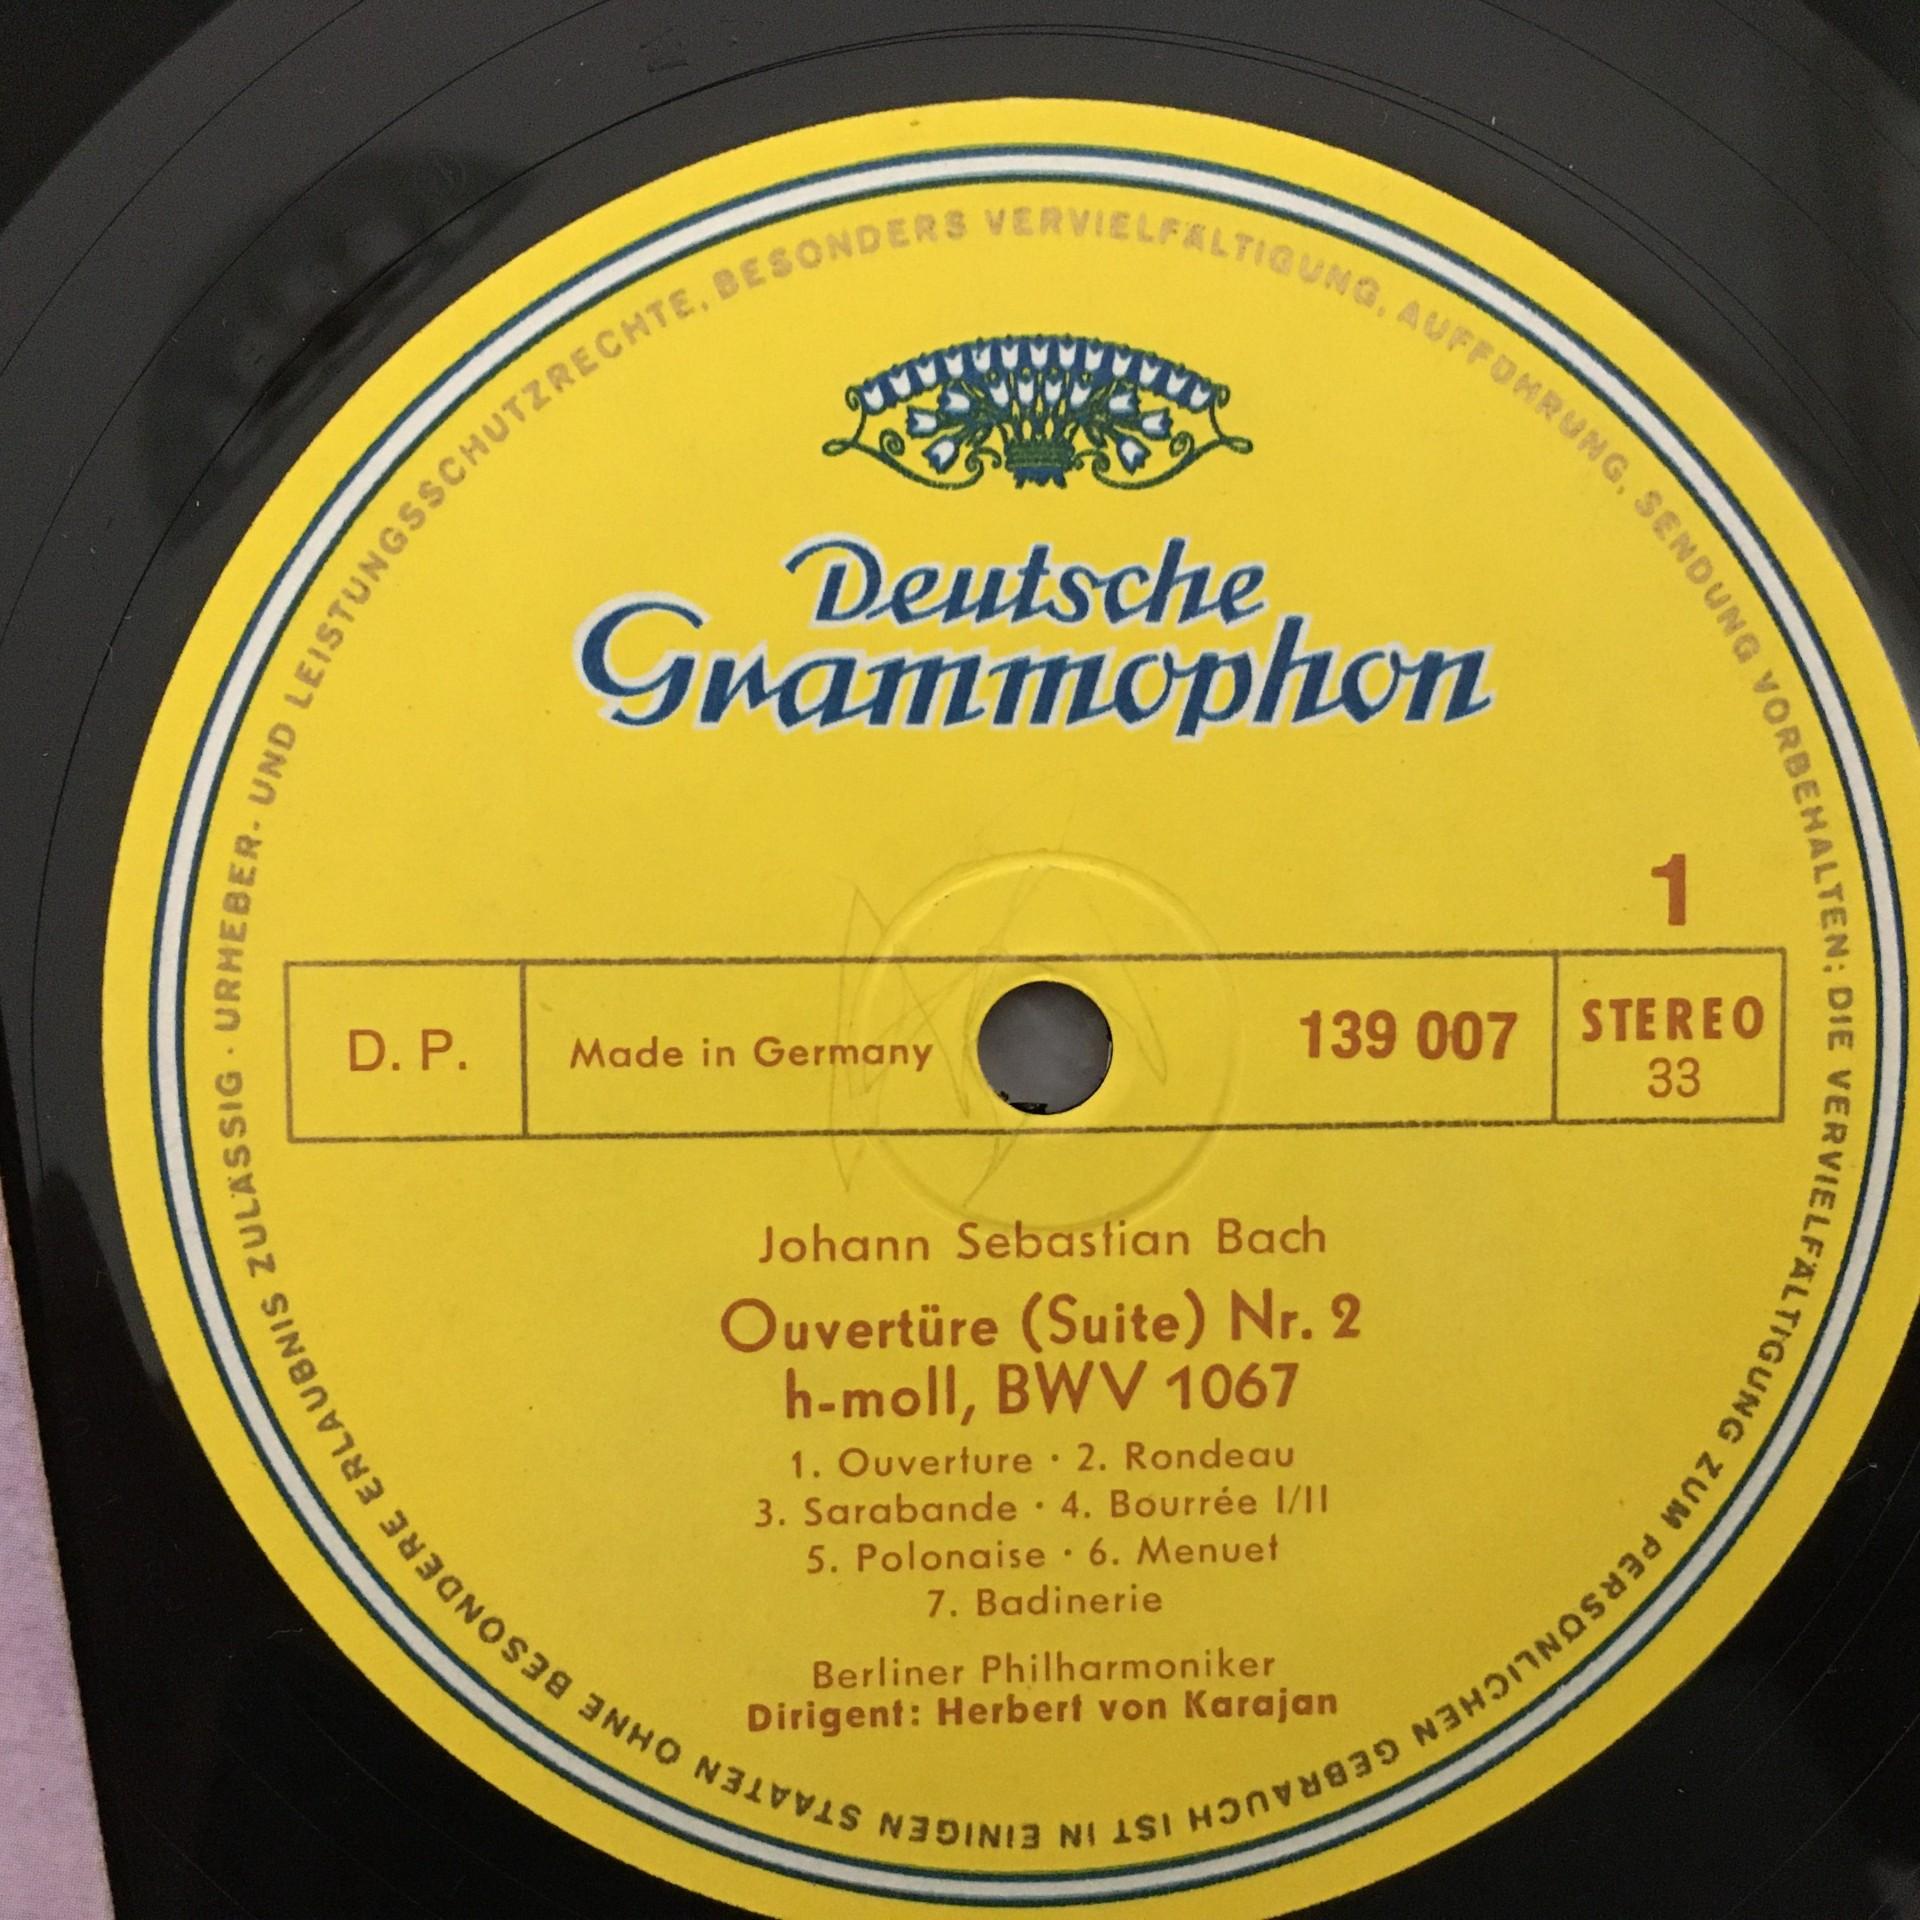 Deutsche
Grammophon
1
D. P.
Made in Germany
139 007
STEREO
33
Johann Sebastian Bach
Ouvertüre (Suite) Nr. 2
h-moll, BWV 1067
1. Ouverture · 2. Rondeau
3. Sarabande · 4. Bourrée I/II
5. Polonaise · 6. Menuet
7. Badinerie
Berliner Philharmoniker
Dirigent: Herbert von Karajan
· URHEBER- UND LEISTUNGSSCHUTZRECHTE, BESONDERS VERVIELFÄLTIGUNG, AUFFÜHRUNG, SENDUNG VORBEHALTEN: DIE VERVIELFÄLTIGUNG ZUM PERSÖNLICHEN GEBRAUCH IST IN EINIGEN STAATEN OHNE BESONDERE ERLAUBNIS ZULÄSSIG